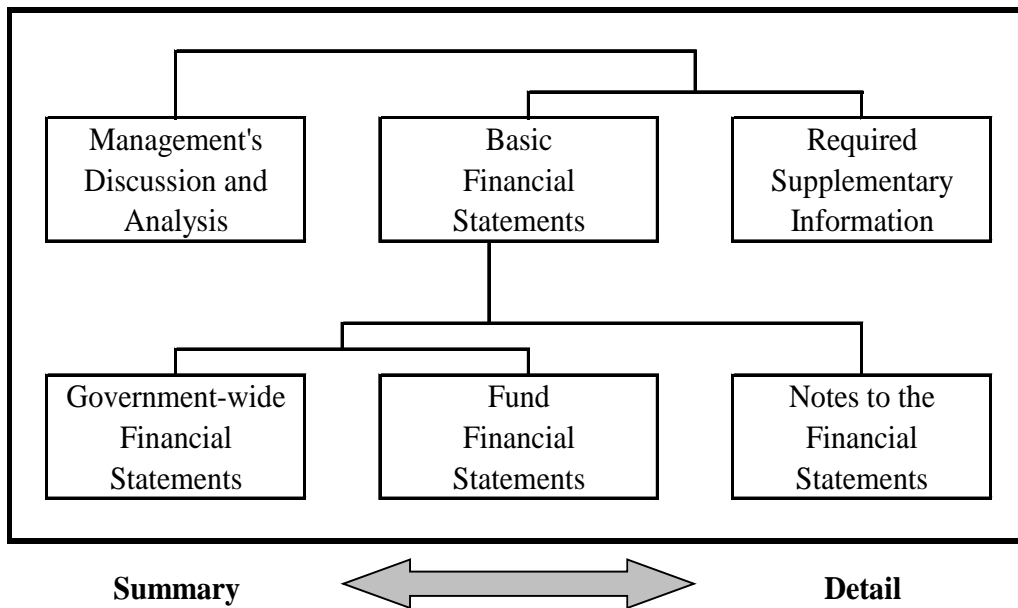 Management's
Discussion and
Analysis
Basic
Financial
Statements
Required
Supplementary
Information
Government-wide
Financial
Statements
Fund
Financial
Statements
Notes to the
Financial
Statements
Summary
Detail